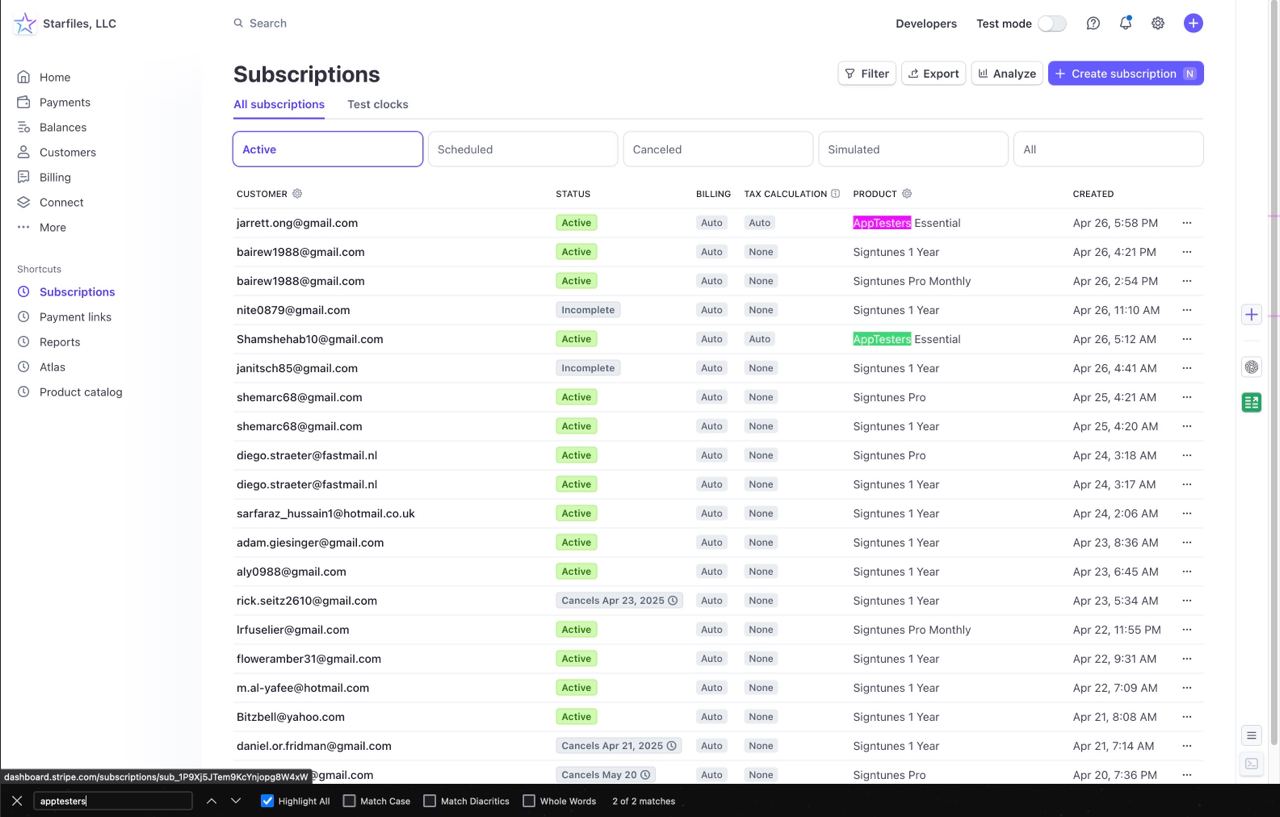 Starfiles, LLC
Search
Developers
Test mode
Home
Payments
Balances
Customers
Billing
Connect
More
Shortcuts
Subscriptions
Payment links
Reports
Atlas
Product catalog
Subscriptions
Filter
Export
Analyze
Create subscription N
All subscriptions Test clocks
Active Scheduled Canceled Simulated All
CUSTOMER STATUS BILLING TAX CALCULATION PRODUCT CREATED
jarrett.ong@gmail.com Active Auto Auto AppTesters Essential Apr 26, 5:58 PM
bairew1988@gmail.com Active Auto None Signtunes 1 Year Apr 26, 4:21 PM
bairew1988@gmail.com Active Auto None Signtunes Pro Monthly Apr 26, 2:54 PM
nite0879@gmail.com Incomplete Auto None Signtunes 1 Year Apr 26, 11:10 AM
Shamshehab10@gmail.com Active Auto Auto AppTesters Essential Apr 26, 5:12 AM
janitsch85@gmail.com Incomplete Auto None Signtunes 1 Year Apr 26, 4:41 AM
shemarc68@gmail.com Active Auto None Signtunes Pro Apr 25, 4:21 AM
shemarc68@gmail.com Active Auto None Signtunes 1 Year Apr 25, 4:20 AM
diego.straeter@fastmail.nl Active Auto None Signtunes Pro Apr 24, 3:18 AM
diego.straeter@fastmail.nl Active Auto None Signtunes 1 Year Apr 24, 3:17 AM
sarfaraz_hussain1@hotmail.co.uk Active Auto None Signtunes 1 Year Apr 24, 2:06 AM
adam.giesinger@gmail.com Active Auto None Signtunes 1 Year Apr 23, 8:36 AM
aly0988@gmail.com Active Auto None Signtunes 1 Year Apr 23, 6:45 AM
rick.seitz2610@gmail.com Cancels Apr 23, 2025 Auto None Signtunes 1 Year Apr 23, 5:34 AM
lrfuselier@gmail.com Active Auto None Signtunes Pro Monthly Apr 22, 11:55 PM
floweramber31@gmail.com Active Auto None Signtunes 1 Year Apr 22, 9:31 AM
m.al-yafee@hotmail.com Active Auto None Signtunes 1 Year Apr 22, 7:09 AM
Bitzbell@yahoo.com Active Auto None Signtunes 1 Year Apr 21, 8:08 AM
daniel.or.fridman@gmail.com Cancels Apr 21, 2025 Auto None Signtunes 1 Year Apr 21, 7:14 AM
@gmail.com Cancels May 20 Auto None Signtunes Pro Apr 20, 7:36 PM
dashboard.stripe.com/subscriptions/sub_1P9Xj5JTem9KcYnjopg8W4xW
apptesters Highlight All Match Case Match Diacritics Whole Words 2 of 2 matches